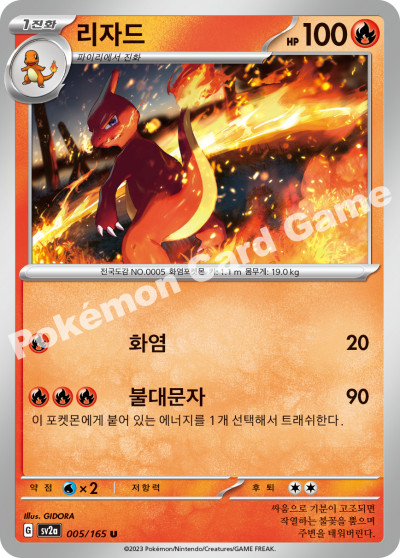 1진화
리자드
HP 100
파이리에서 진화
전국도감 NO.0005 화염포켓몬 키: 1.1m 몸무게: 19.0kg
Pokémon Card Game
화염 20
불대문자 90
이 포켓몬에게 붙어 있는 에너지를 1개 선택해서 트래쉬한다.
약점 ×2 저항력 후퇴
Illus. GIDORA
G sv2a 005/165 U
싸움으로 기분이 고조되면
작열하는 불꽃을 뿜으며
주변을 태워버린다.
©2023 Pokémon/Nintendo/Creatures/GAME FREAK.